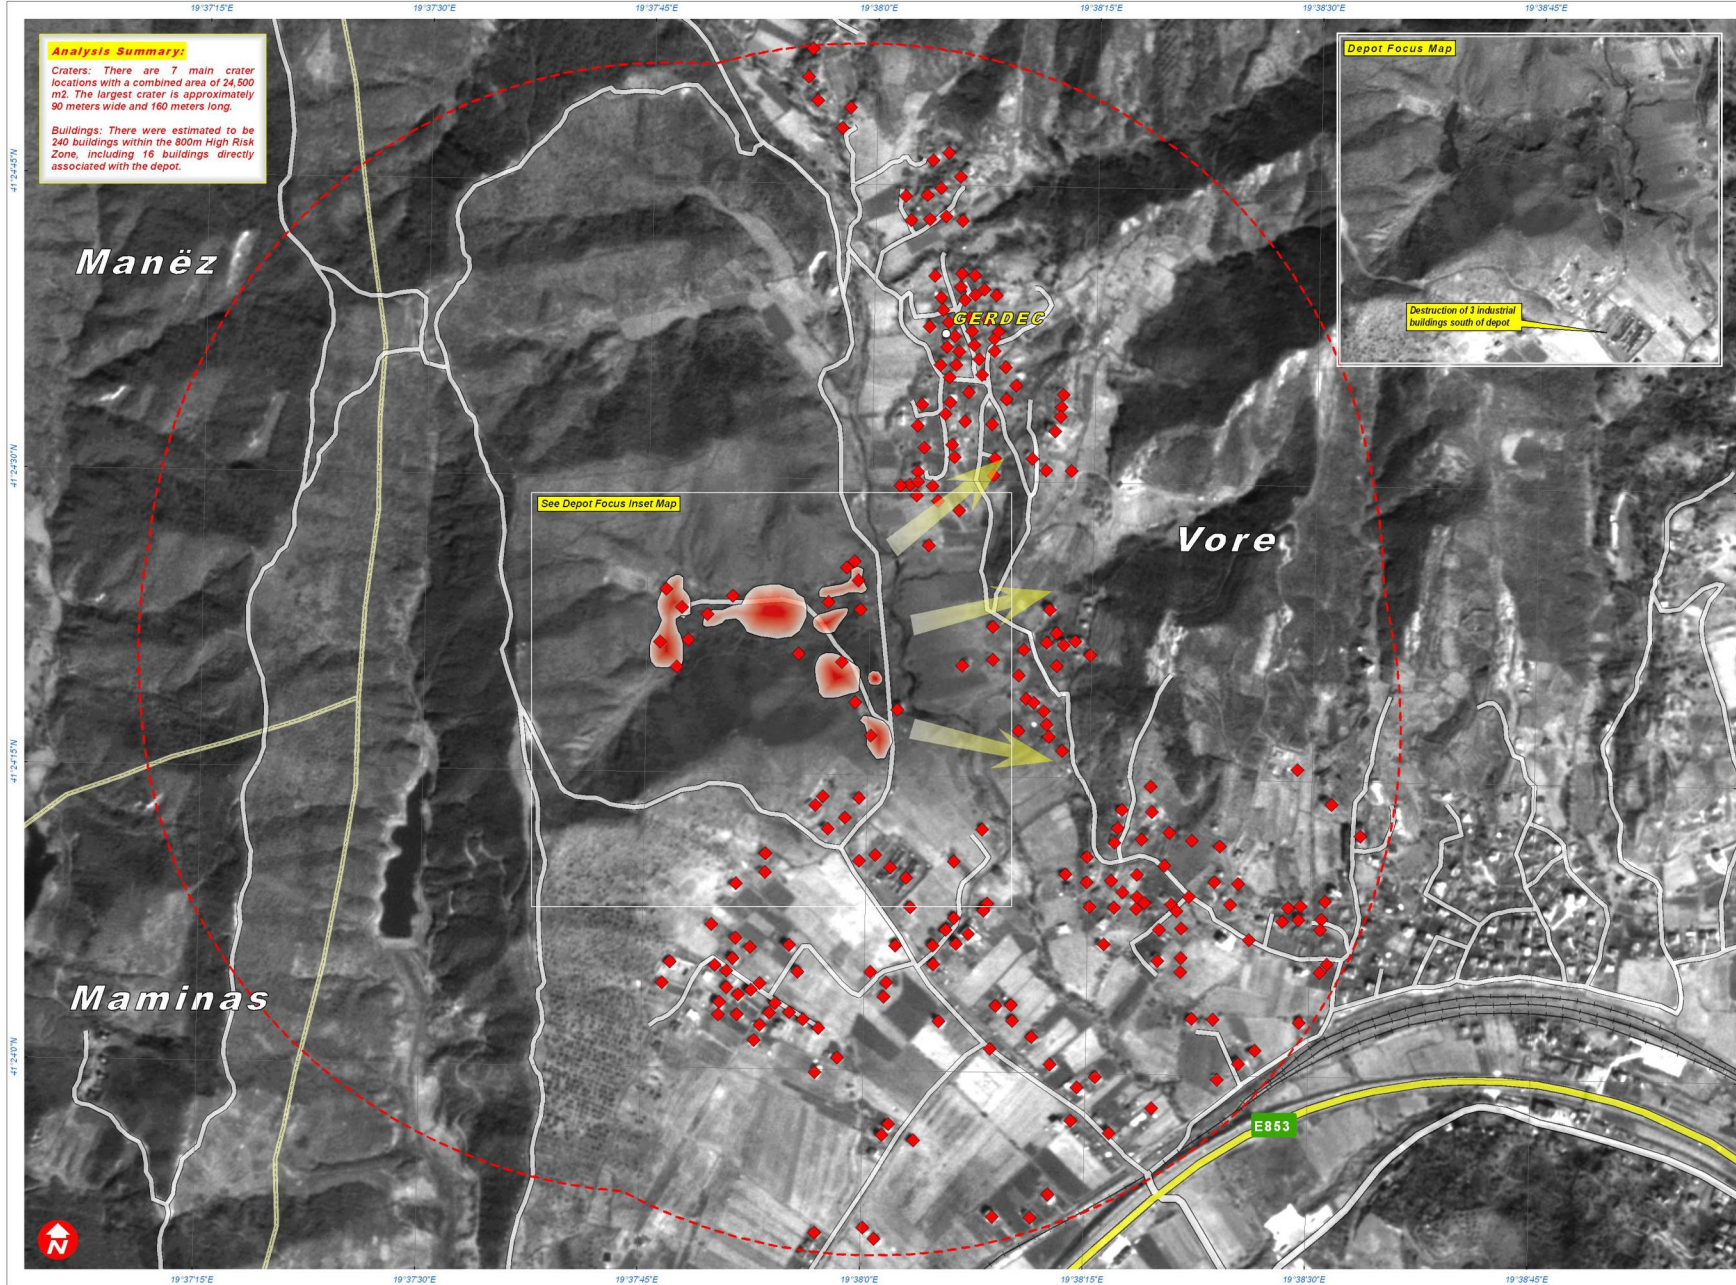 19°37'15"E
19°37'30"E
19°37'45"E
19°38'0"E
19°38'15"E
19°38'30"E
19°38'45"E
Analysis Summary:
Craters: There are 7 main crater
locations with a combined area of 24,500
m2. The largest crater is approximately
90 meters wide and 160 meters long.
Buildings: There were estimated to be
240 buildings within the 800m High Risk
Zone, including 16 buildings directly
associated with the depot.
Depot Focus Map
Destruction of 3 industrial
buildings south of depot
41°24'45"N
Manëz
GERDEC
41°24'30"N
See Depot Focus Inset Map
Vore
41°24'15"N
Maminas
41°24'0"N
E853
N
19°37'15"E
19°37'30"E
19°37'45"E
19°38'0"E
19°38'15"E
19°38'30"E
19°38'45"E